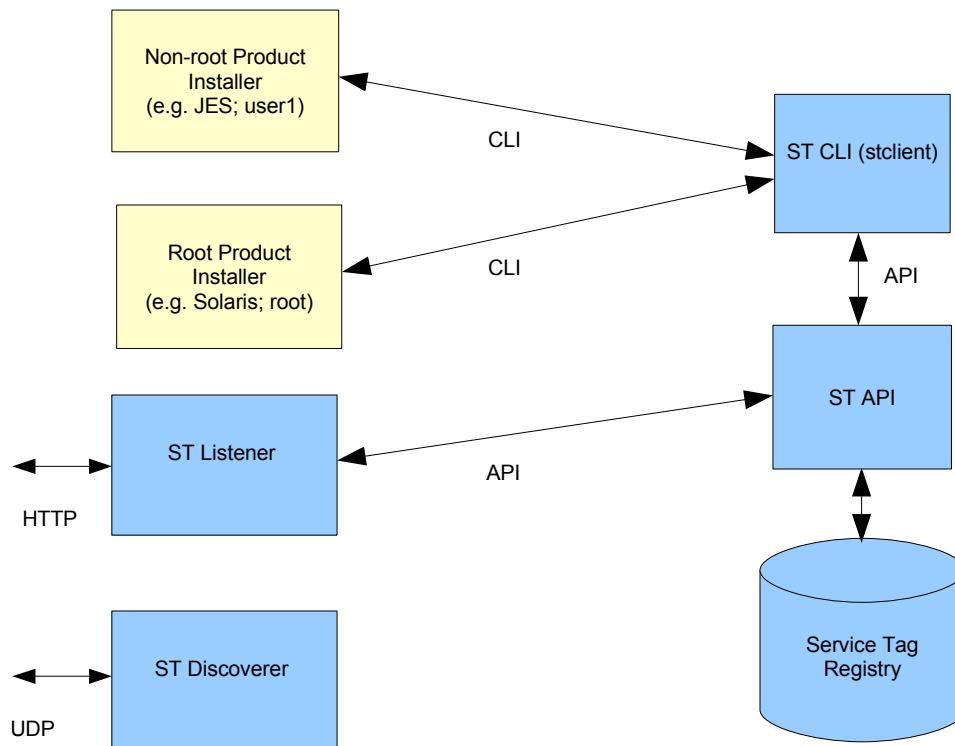 Non-root Product
Installer
(e.g. JES; user1)
CLI
ST CLI (stclient)
Root Product
Installer
(e.g. Solaris; root)
CLI
API
ST Listener
ST API
API
HTTP
ST Discoverer
Service Tag
Registry
UDP